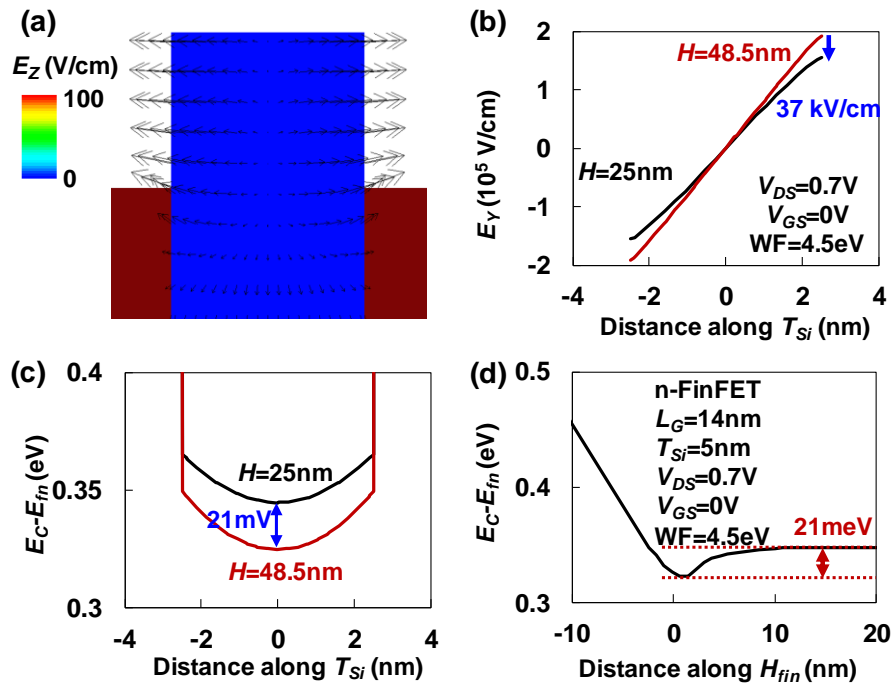 (a)
E_Z (V/cm)
100
0
(b)
2
1
0
-1
-2
E_Y (10^5 V/cm)
H=48.5nm
37 kV/cm
H=25nm
V_DS=0.7V
V_GS=0V
WF=4.5eV
-4 -2 0 2 4
Distance along T_Si (nm)
(c)
0.4
0.35
0.3
E_C-E_fn (eV)
H=25nm
21mV
H=48.5nm
-4 -2 0 2 4
Distance along T_Si (nm)
(d)
0.5
0.4
0.3
E_C-E_fn (eV)
n-FinFET
L_G=14nm
T_Si=5nm
V_DS=0.7V
V_GS=0V
WF=4.5eV
21meV
-10 0 10 20
Distance along H_fin (nm)